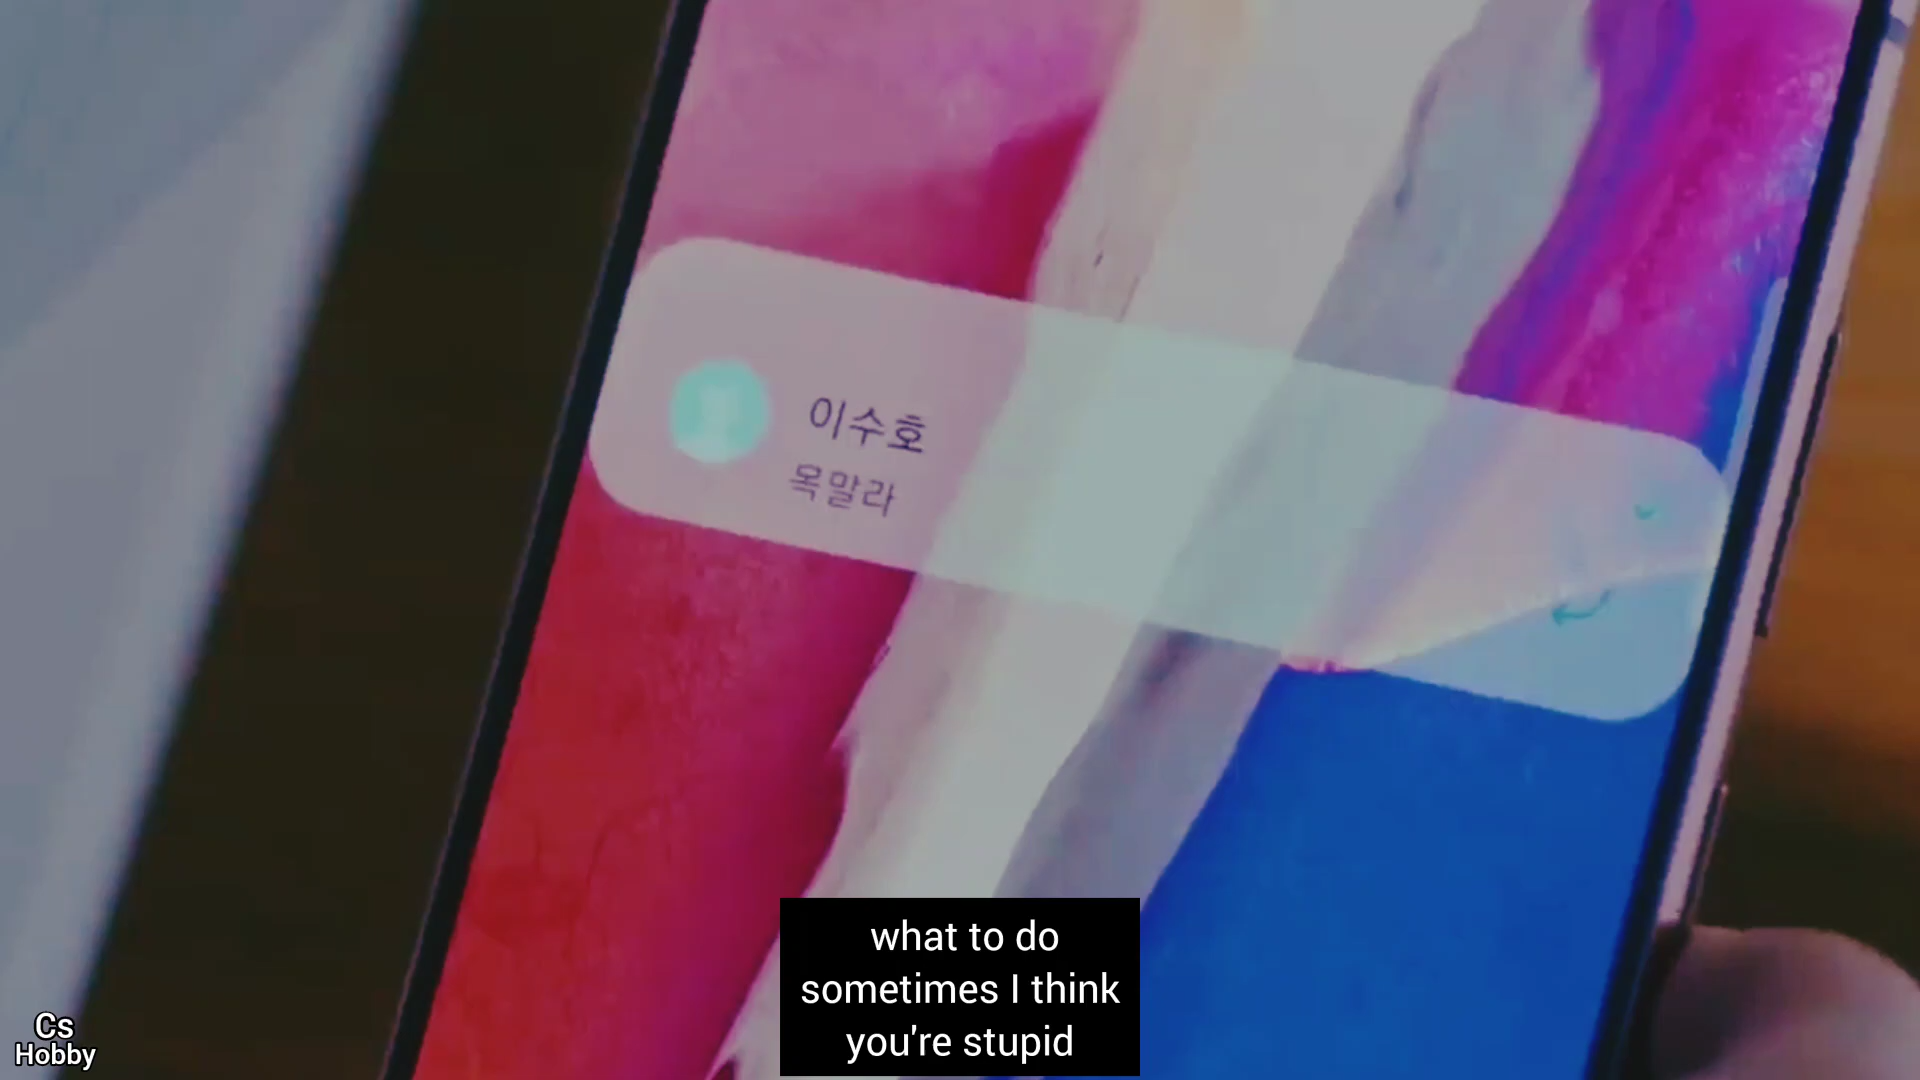 이수호
목말라
what to do
sometimes I think
you're stupid
Cs
Hobby